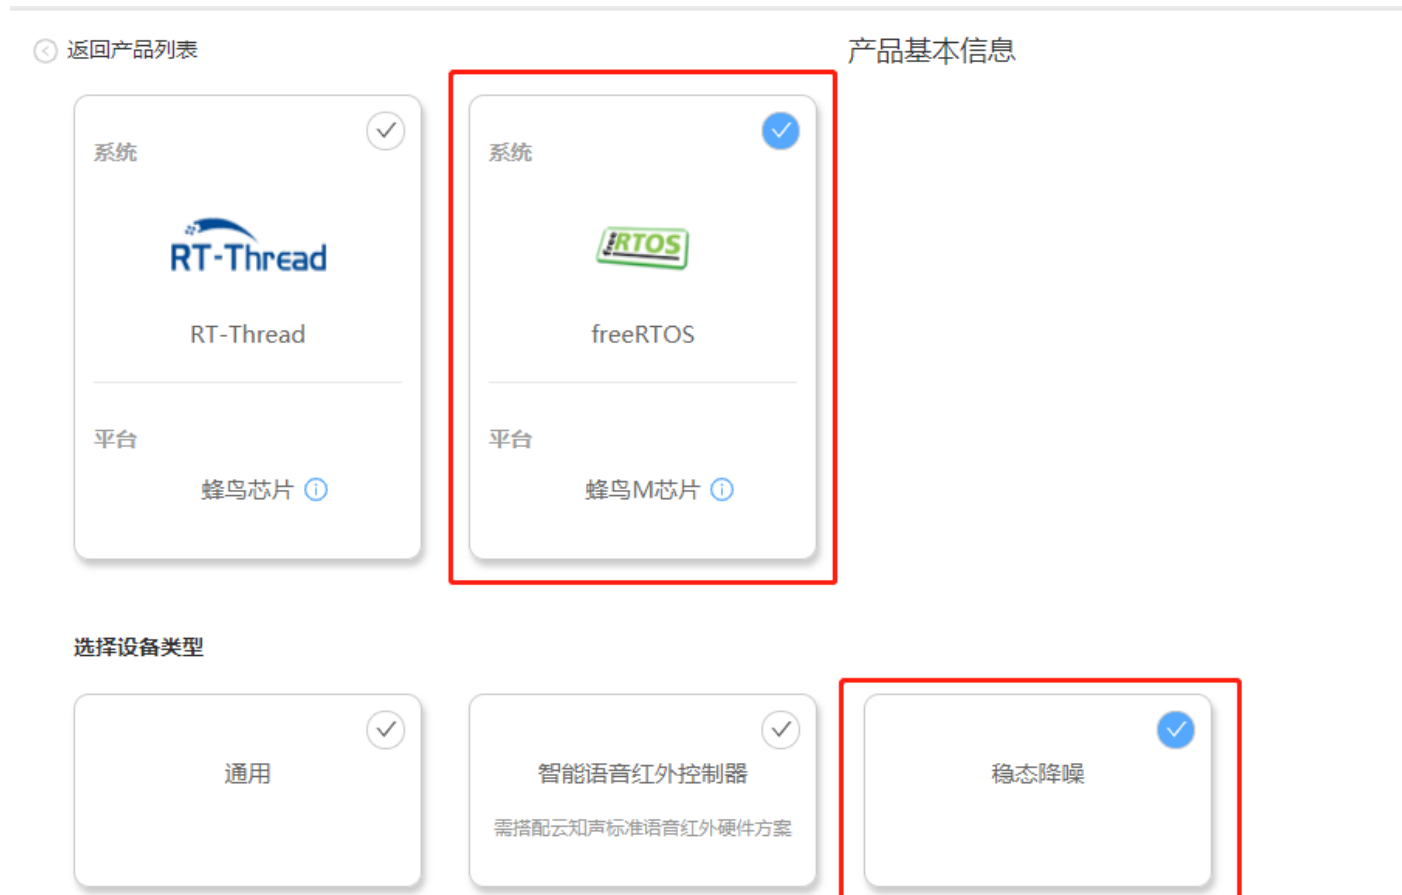 返回产品列表
产品基本信息
系统
RT-Thread
RT-Thread
平台
蜂鸟芯片
系统
RTOS
freeRTOS
平台
蜂鸟M芯片
选择设备类型
通用
智能语音红外控制器
需搭配云知声标准语音红外硬件方案
稳态降噪